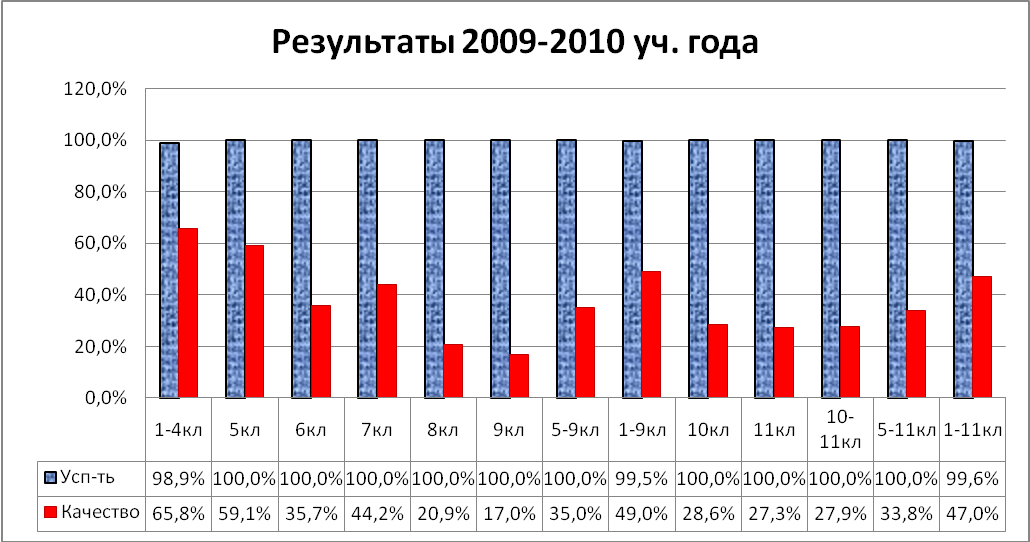 Результаты 2009-2010 уч. года
120,0%
100,0%
80,0%
60,0%
40,0%
20,0%
0,0%
1-4кл 5кл 6кл 7кл 8кл 9кл 5-9кл 1-9кл 10кл 11кл 10-11кл 5-11кл 1-11кл
Усп-ть 98,9% 100,0% 100,0% 100,0% 100,0% 100,0% 100,0% 99,5% 100,0% 100,0% 100,0% 100,0% 99,6%
Качество 65,8% 59,1% 35,7% 44,2% 20,9% 17,0% 35,0% 49,0% 28,6% 27,3% 27,9% 33,8% 47,0%